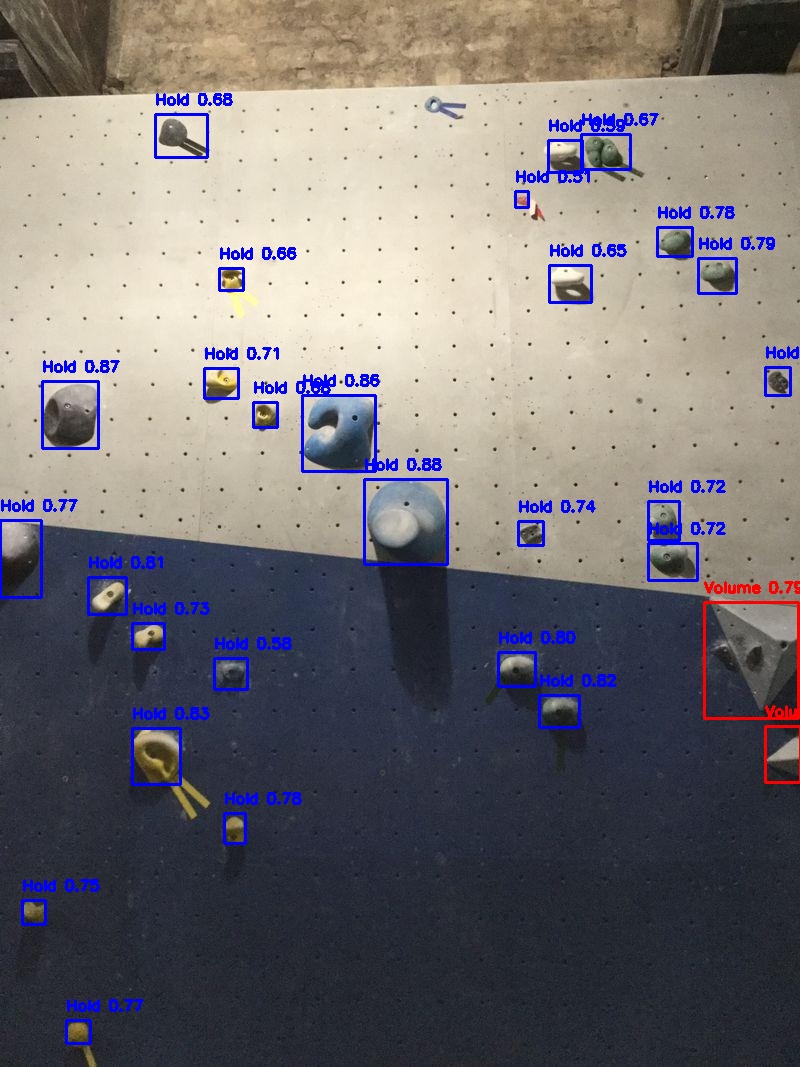 Hold 0.68
Hold 0.67
Hold 0.59
Hold 0.51
Hold 0.78
Hold 0.79
Hold 0.66
Hold 0.65
Hold 0.71
Hold
Hold 0.87
Hold 0.86
Hold
Hold 0.88
Hold 0.72
Hold 0.77
Hold 0.74
Hold 0.72
Hold 0.81
Volume 0.79
Hold 0.73
Hold 0.80
Hold 0.58
Hold 0.82
Hold 0.83
Volu
Hold 0.78
Hold 0.75
Hold 0.77